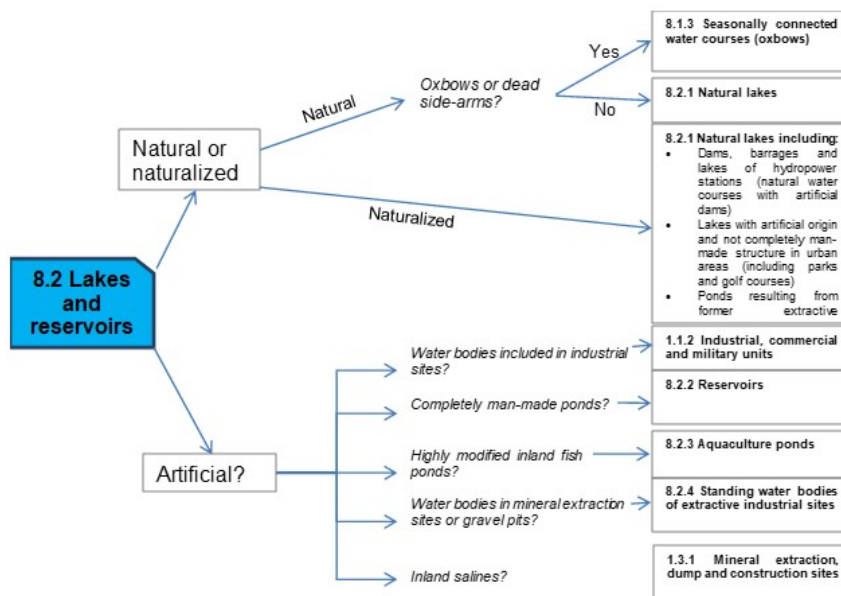 8.2 Lakes
and
reservoirs
Natural or
naturalized
Natural
Oxbows or dead
side-arms?
Yes
8.1.3 Seasonally connected
water courses (oxbows)
No
8.2.1 Natural lakes
Naturalized
8.2.1 Natural lakes including:
• Dams, barrages and
lakes of hydropower
stations (natural water
courses with artificial
dams)
• Lakes with artificial origin
and not completely man-
made structure in urban
areas (including parks
and golf courses)
• Ponds resulting from
former extractive
Artificial?
Water bodies included in industrial
sites?
1.1.2 Industrial, commercial
and military units
Completely man-made ponds?
8.2.2 Reservoirs
Highly modified inland fish
ponds?
8.2.3 Aquaculture ponds
Water bodies in mineral extraction
sites or gravel pits?
8.2.4 Standing water bodies
of extractive industrial sites
Inland salines?
1.3.1 Mineral extraction,
dump and construction sites